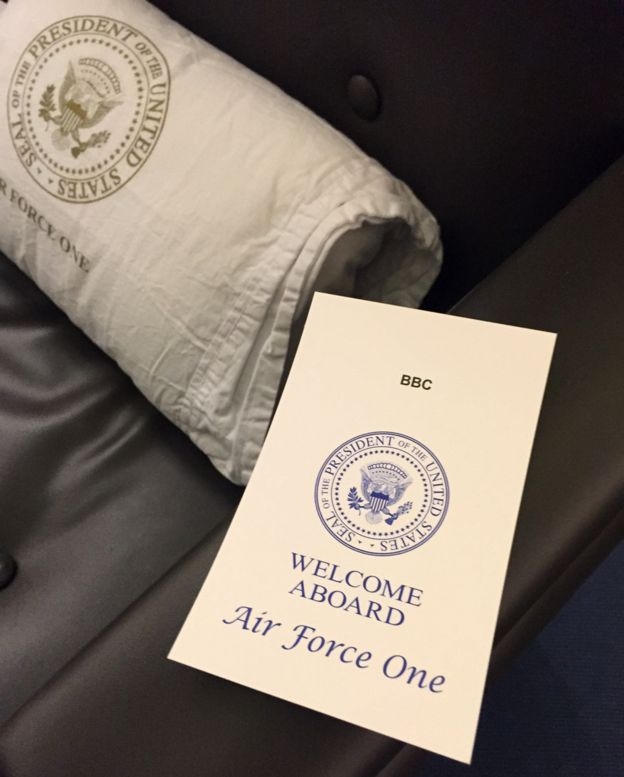 SEAL OF THE PRESIDENT OF THE UNITED STATES
FORCE ONE
BBC
SEAL OF THE PRESIDENT OF THE UNITED STATES
WELCOME
ABOARD
Air Force One